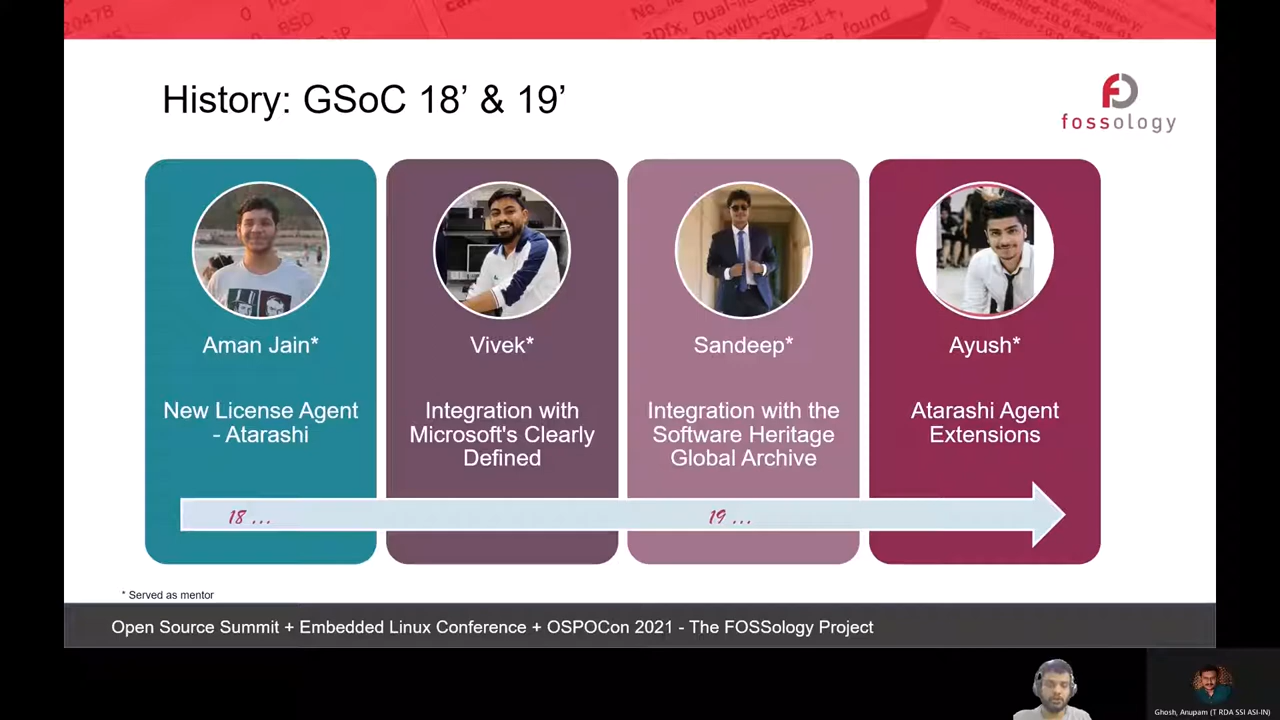 History: GSoC 18’ & 19’
fossology
Aman Jain*
New License Agent
- Atarashi
Vivek*
Integration with
Microsoft's Clearly
Defined
Sandeep*
Integration with the
Software Heritage
Global Archive
Ayush*
Atarashi Agent
Extensions
18 ...
19 ...
* Served as mentor
Open Source Summit + Embedded Linux Conference + OSPOCon 2021 - The FOSSology Project
Ghosh, Anupam (T RDA SSI ASI-IN)